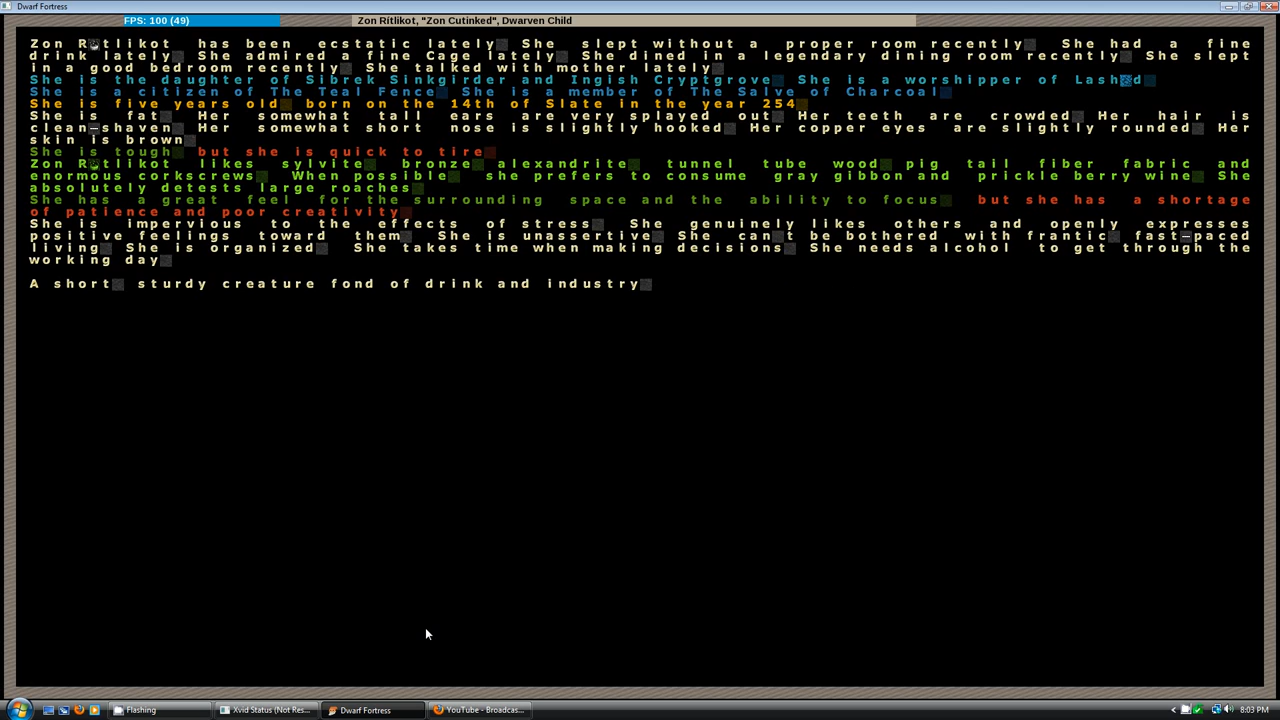 Dwarf Fortress
FPS: 100 (49)
Zon Rítlikot, "Zon Cutinked", Dwarven Child
Zon R tlikot has been ecstatic lately She slept without a proper room recently She had a fine
drink lately She admired a fine Cage lately She dined in a legendary dining room recently She slept
in a good bedroom recently She talked with mother lately
She is the daughter of Sibrek Sinkgirder and Ingish Cryptgrove She is a worshipper of Lash d
She is a citizen of The Teal Fence She is a member of The Salve of Charcoal
She is five years old born on the 14th of Slate in the year 254
She is fat Her somewhat tall ears are very splayed out Her teeth are crowded Her hair is
clean-shaven Her somewhat short nose is slightly hooked Her copper eyes are slightly rounded Her
skin is brown
She is tough but she is quick to tire
Zon R tlikot likes sylvite bronze alexandrite tunnel tube wood pig tail fiber fabric and
enormous corkscrews When possible she prefers to consume gray gibbon and prickle berry wine She
absolutely detests large roaches
She has a great feel for the surrounding space and the ability to focus but she has a shortage
of patience and poor creativity
She is impervious to the effects of stress She genuinely likes others and openly expresses
positive feelings toward them She is unassertive She can t be bothered with frantic fast-paced
living She is organized She takes time when making decisions She needs alcohol to get through the
working day
A short sturdy creature fond of drink and industry
Flashing
Xvid Status (Not Res...
Dwarf Fortress
YouTube - Broadcas...
8:03 PM